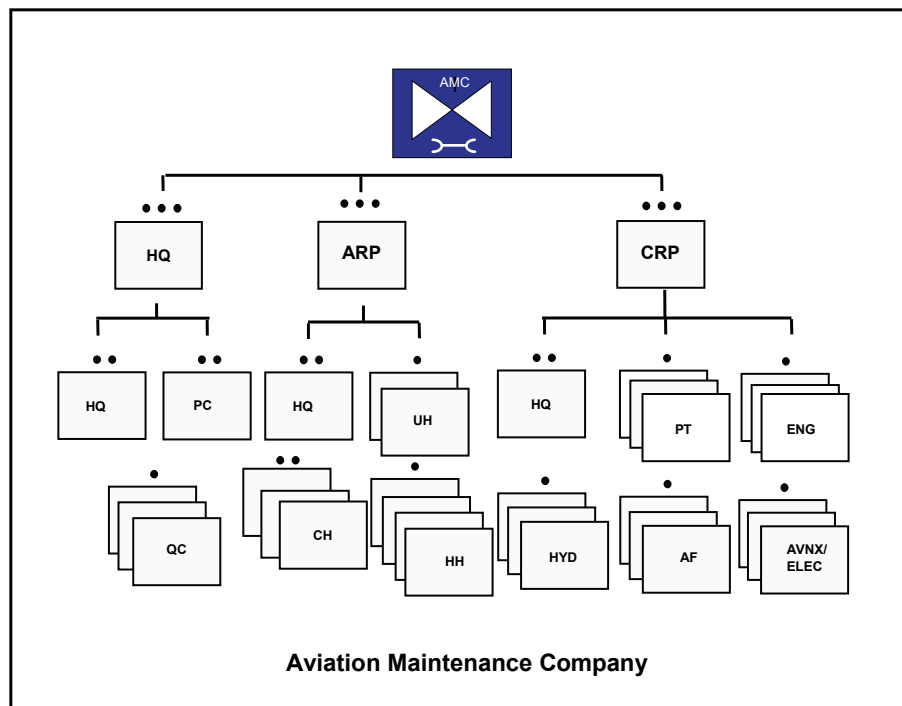 AMC
HQ
ARP
CRP
HQ
PC
HQ
UH
HQ
PT
ENG
QC
CH
HH
HYD
AF
AVNX/
ELEC
Aviation Maintenance Company